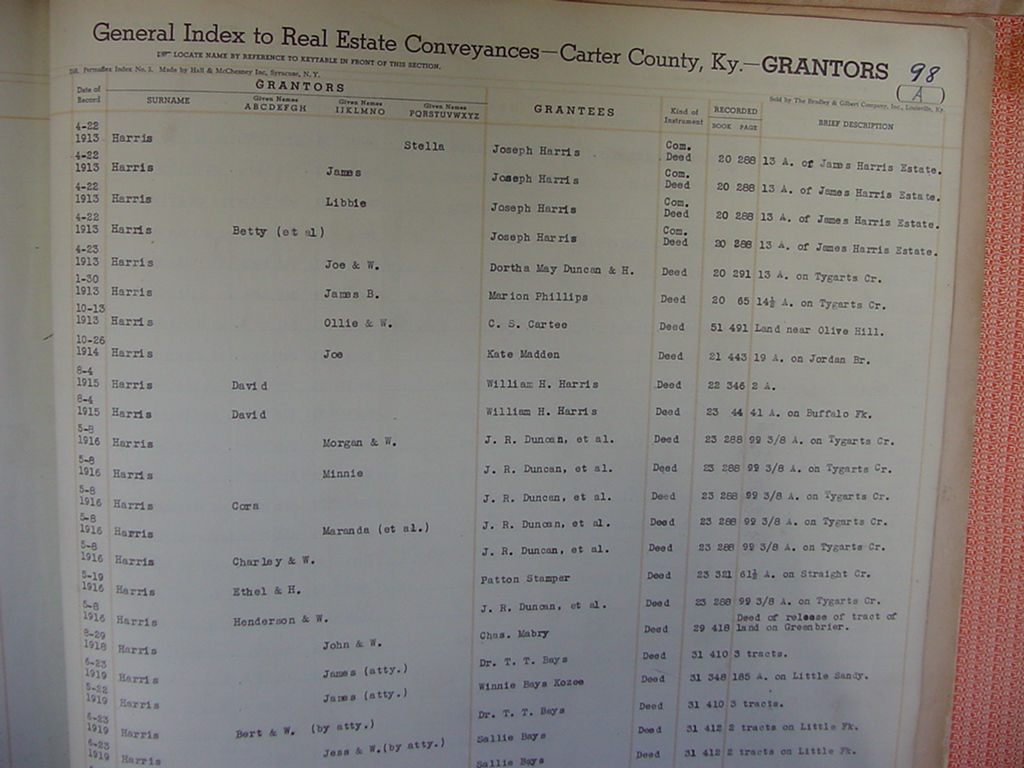 General Index to Real Estate Conveyances—Carter County, Ky.—GRANTORS 98
LOCATE NAME BY REFERENCE TO KEYTABLE IN FRONT OF THIS SECTION. (A)
Permaflex Index No. 1. Made by Hall & McChesney Inc, Syracuse, N. Y. Sold by The Bradley & Gilbert Company, Inc., Louisville, Ky.
Date of Record GRANTORS GRANTEES Kind of Instrument RECORDED BRIEF DESCRIPTION
SURNAME Given Names ABCDEFGH Given Names IJKLMNO Given Names PQRSTUVWXYZ BOOK PAGE
4-22 1913 Harris Stella Joseph Harris Com. Deed 20 288 13 A. of James Harris Estate.
4-22 1913 Harris James Joseph Harris Com. Deed 20 288 13 A. of James Harris Estate.
4-22 1913 Harris Libbie Joseph Harris Com. Deed 20 288 13 A. of James Harris Estate.
4-22 1913 Harris Betty (et al) Joseph Harris Com. Deed 20 288 13 A. of James Harris Estate.
4-23 1913 Harris Joe & W. Dortha May Duncan & H. Deed 20 291 13 A. on Tygarts Cr.
1-30 1913 Harris James B. Marion Phillips Deed 20 65 14½ A. on Tygarts Cr.
10-13 1913 Harris Ollie & W. C. S. Cartee Deed 51 491 Land near Olive Hill.
10-26 1914 Harris Joe Kate Madden Deed 21 443 19 A. on Jordan Br.
8-4 1915 Harris David William H. Harris Deed 22 346 2 A.
8-4 1915 Harris David William H. Harris Deed 23 44 41 A. on Buffalo Fk.
5-8 1916 Harris Morgan & W. J. R. Duncan, et al. Deed 23 288 99 3/8 A. on Tygarts Cr.
5-8 1916 Harris Minnie J. R. Duncan, et al. Deed 23 288 99 3/8 A. on Tygarts Cr.
5-8 1916 Harris Cora J. R. Duncan, et al. Deed 23 288 99 3/8 A. on Tygarts Cr.
5-8 1916 Harris Maranda (et al.) J. R. Duncan, et al. Deed 23 288 99 3/8 A. on Tygarts Cr.
5-8 1916 Harris Charley & W. J. R. Duncan, et al. Deed 23 288 99 3/8 A. on Tygarts Cr.
5-19 1916 Harris Ethel & H. Patton Stamper Deed 23 321 61½ A. on Straight Cr.
5-8 1916 Harris Henderson & W. J. R. Duncan, et al. Deed 23 288 99 3/8 A. on Tygarts Cr.
8-29 1918 Harris John & W. Chas. Mabry Deed 29 418 Deed of release of tract of land on Greenbrier.
6-23 1919 Harris James (atty.) Dr. T. T. Bays Deed 31 410 3 tracts.
5-22 1919 Harris James (atty.) Winnie Bays Kozee Deed 31 348 185 A. on Little Sandy.
6-23 1919 Harris Bert & W. (by atty.) Dr. T. T. Bays Deed 31 410 3 tracts.
6-23 1919 Harris Jess & W. (by atty.) Sallie Bays Deed 31 412 2 tracts on Little Fk.
Sallie Bays Deed 31 412 2 tracts on Little Fk.